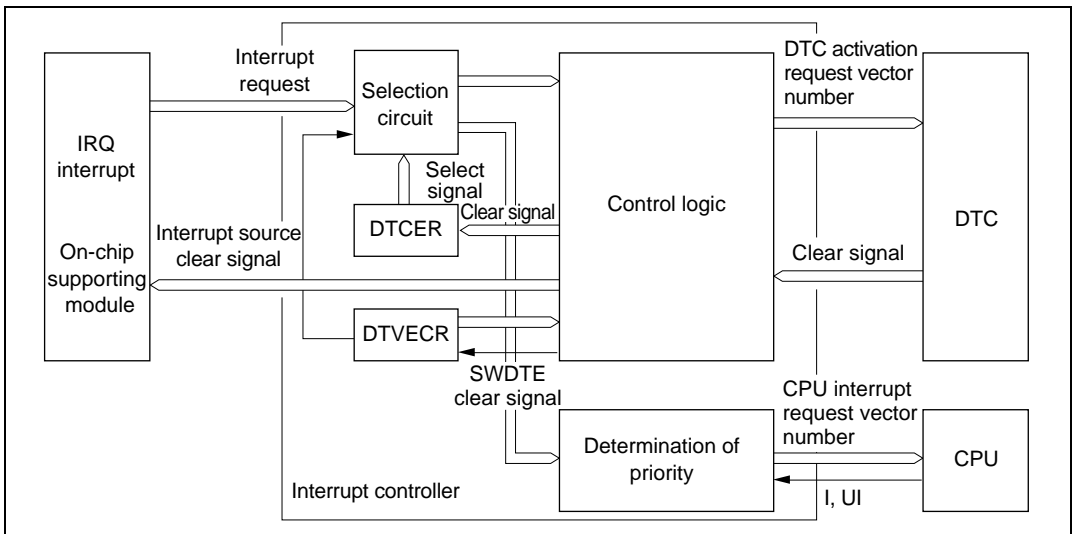 Interrupt
request
IRQ
interrupt
On-chip
supporting
module
Interrupt source
clear signal
Selection
circuit
Select
signal
DTCER
Clear signal
DTVECR
SWDTE
clear signal
Control logic
DTC activation
request vector
number
DTC
Clear signal
Determination of
priority
CPU interrupt
request vector
number
CPU
I, UI
Interrupt controller